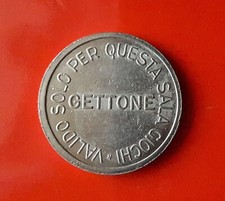 VALIDO SOLO PER QUESTA SALA GIOCHI
GETTONE